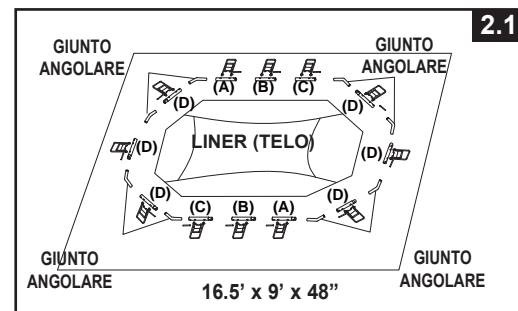 2.1
GIUNTO
ANGOLARE
GIUNTO
ANGOLARE
(A) (B) (C)
(D) (D)
LINER (TELO)
(D) (D)
(D) (D)
(C) (B) (A)
GIUNTO
ANGOLARE
GIUNTO
ANGOLARE
16.5’ x 9’ x 48”